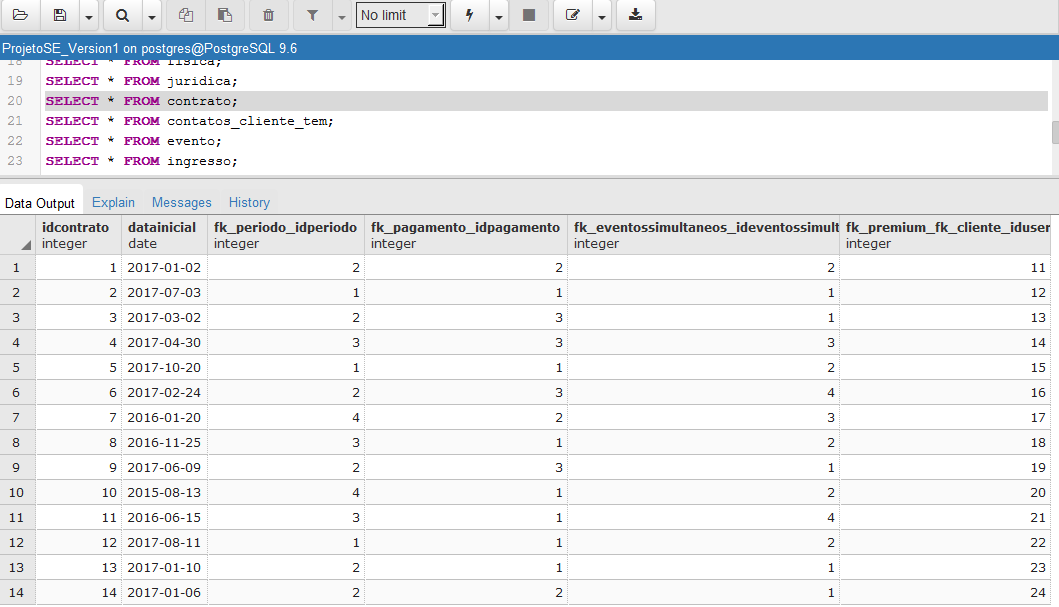 No limit
ProjetoSE_Version1 on postgres@PostgreSQL 9.6
18 SELECT * FROM fisica;
19 SELECT * FROM juridica;
20 SELECT * FROM contrato;
21 SELECT * FROM contatos_cliente_tem;
22 SELECT * FROM evento;
23 SELECT * FROM ingresso;
Data Output Explain Messages History
idcontrato datainicial fk_periodo_idperiodo fk_pagamento_idpagamento fk_eventossimultaneos_ideventossimult fk_premium_fk_cliente_iduser
integer date integer integer integer integer
1 1 2017-01-02 2 2 2 11
2 2 2017-07-03 1 1 1 12
3 3 2017-03-02 2 3 1 13
4 4 2017-04-30 3 3 3 14
5 5 2017-10-20 1 1 2 15
6 6 2017-02-24 2 3 4 16
7 7 2016-01-20 4 2 3 17
8 8 2016-11-25 3 1 2 18
9 9 2017-06-09 2 3 1 19
10 10 2015-08-13 4 1 2 20
11 11 2016-06-15 3 1 4 21
12 12 2017-08-11 1 1 2 22
13 13 2017-01-10 2 1 1 23
14 14 2017-01-06 2 2 1 24